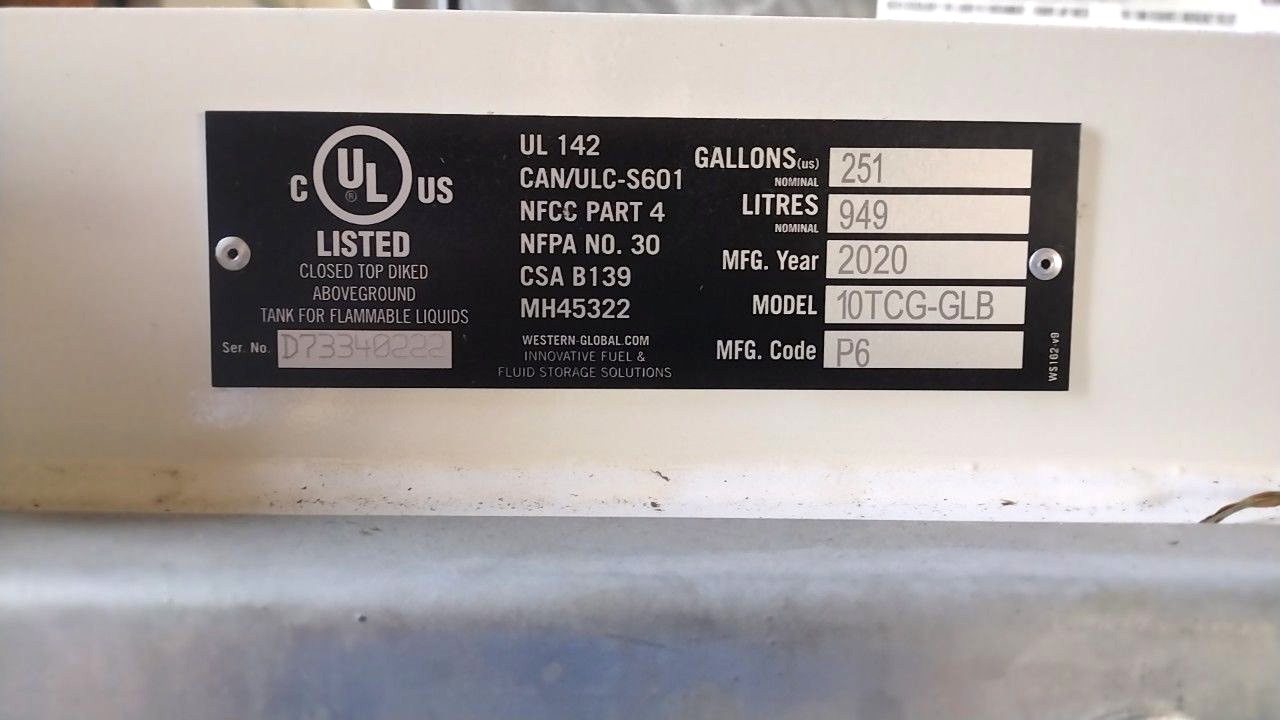 C UL ® US
LISTED
CLOSED TOP DIKED
ABOVEGROUND
TANK FOR FLAMMABLE LIQUIDS
Ser. No. D73340222
UL 142
CAN/ULC-S601
NFCC PART 4
NFPA NO. 30
CSA B139
MH45322
WESTERN-GLOBAL.COM
INNOVATIVE FUEL &
FLUID STORAGE SOLUTIONS
GALLONS(us) 251
NOMINAL
LITRES 949
NOMINAL
MFG. Year 2020
MODEL 10TCG-GLB
MFG. Code P6
WS162-v9